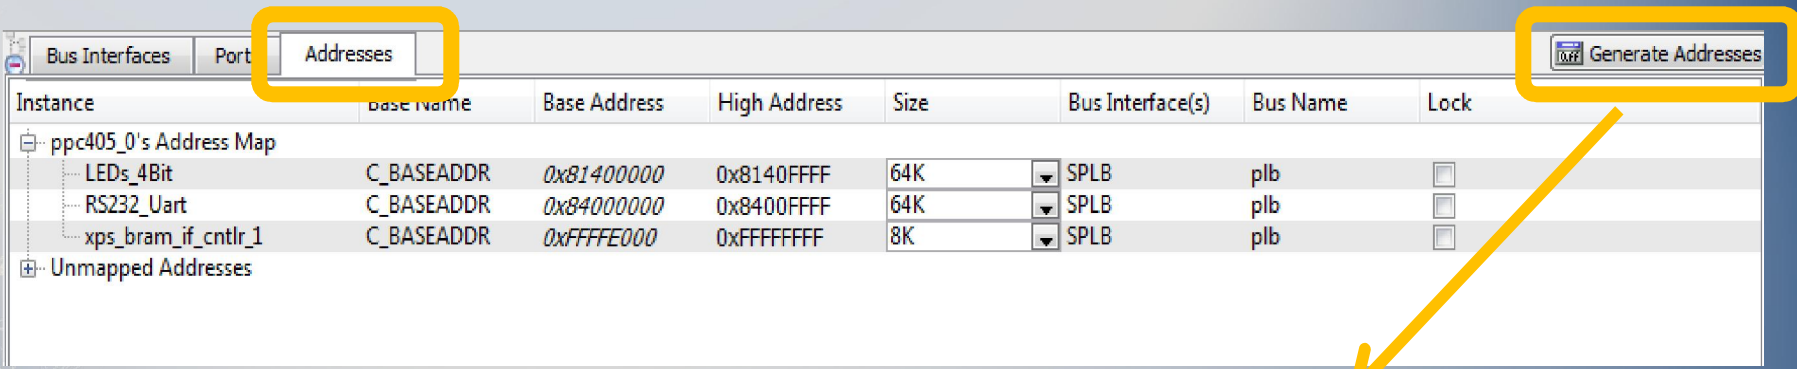 Bus Interfaces Port Addresses Generate Addresses
Instance Base Name Base Address High Address Size Bus Interface(s) Bus Name Lock
ppc405_0's Address Map
LEDs_4Bit C_BASEADDR 0x81400000 0x8140FFFF 64K SPLB plb
RS232_Uart C_BASEADDR 0x84000000 0x8400FFFF 64K SPLB plb
xps_bram_if_cntlr_1 C_BASEADDR 0xFFFFE000 0xFFFFFFFF 8K SPLB plb
Unmapped Addresses